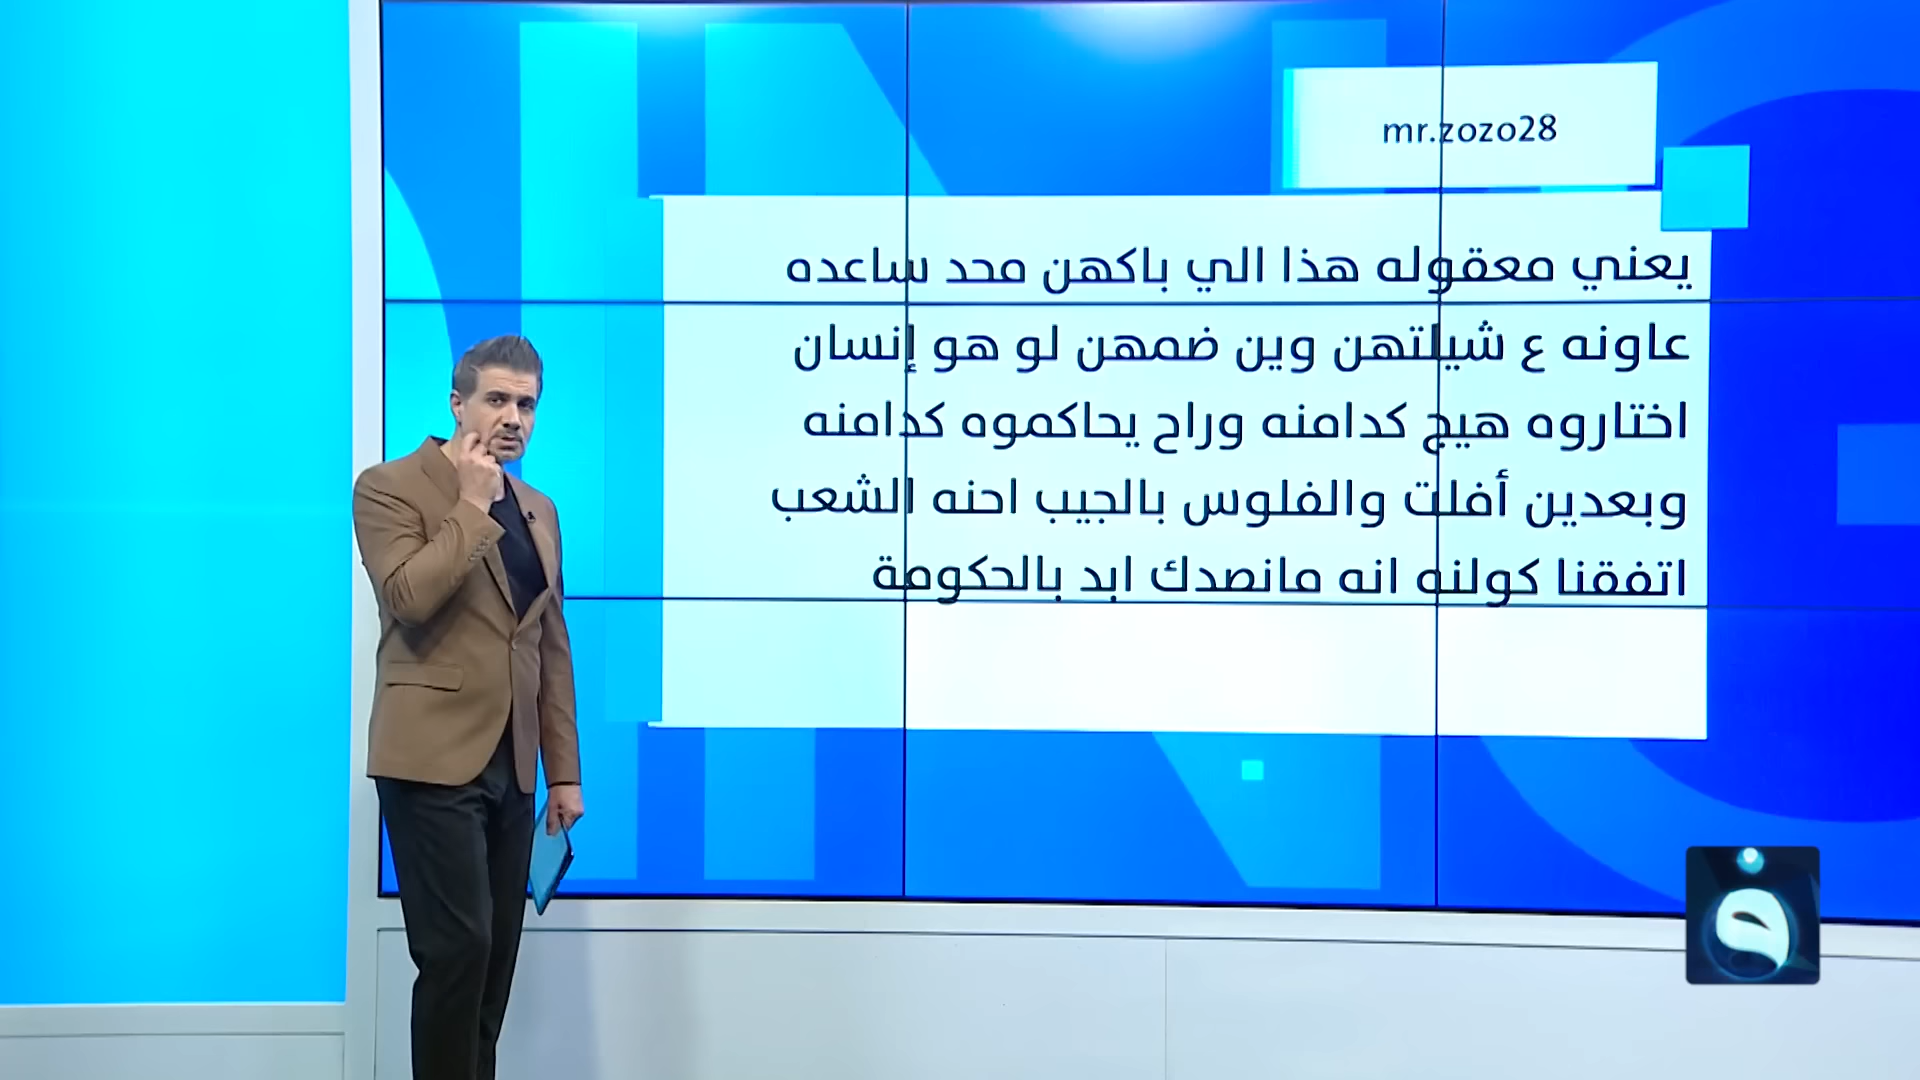 mr.zozo28
يعني معقوله هذا الي باكهن محد ساعده
عاونه ع شيلتهن وين ضمهن لو هو إنسان
اختاروه هيج كدامنه وراح يحاكموه كدامنه
وبعدين أفلت والفلوس بالجيب احنه الشعب
اتفقنا كولنه انه مانصدك ابد بالحكومة